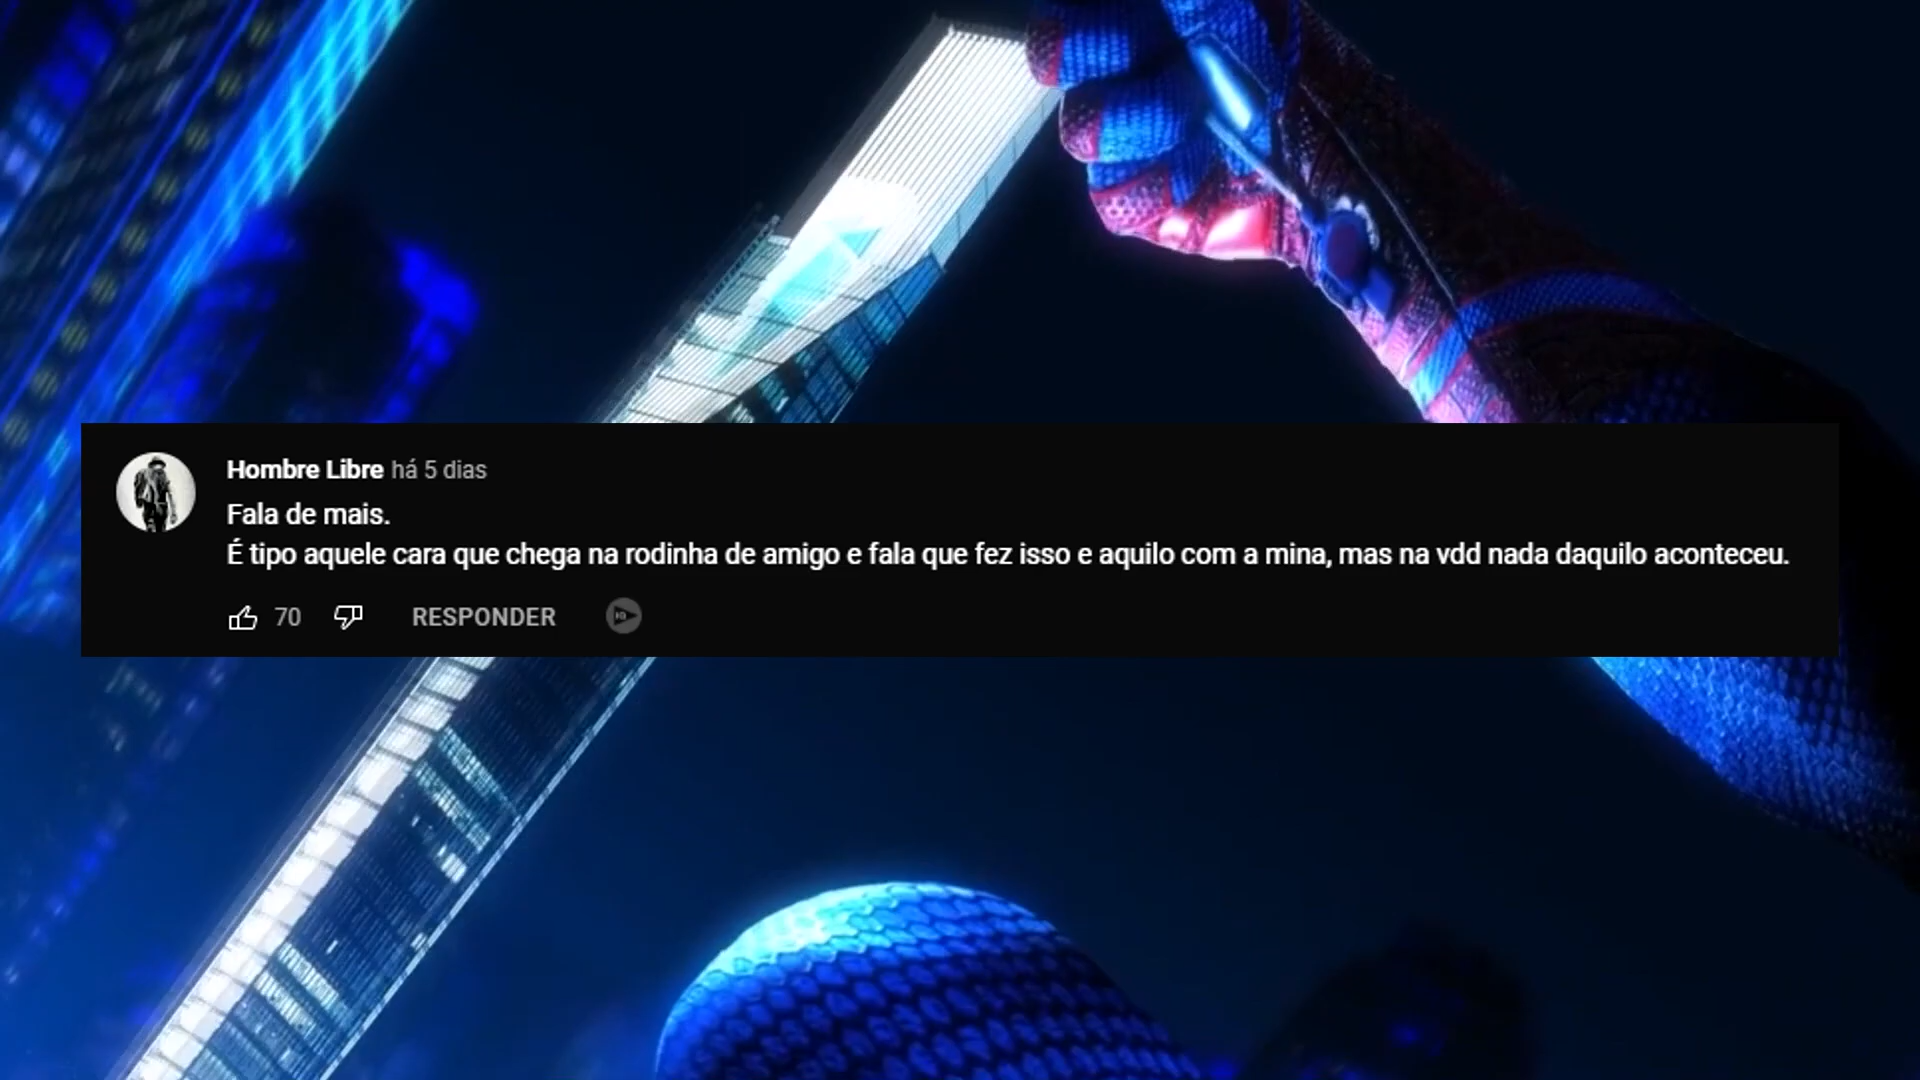 Hombre Libre há 5 dias
Fala de mais.
É tipo aquele cara que chega na rodinha de amigo e fala que fez isso e aquilo com a mina, mas na vdd nada daquilo aconteceu.
70 RESPONDER